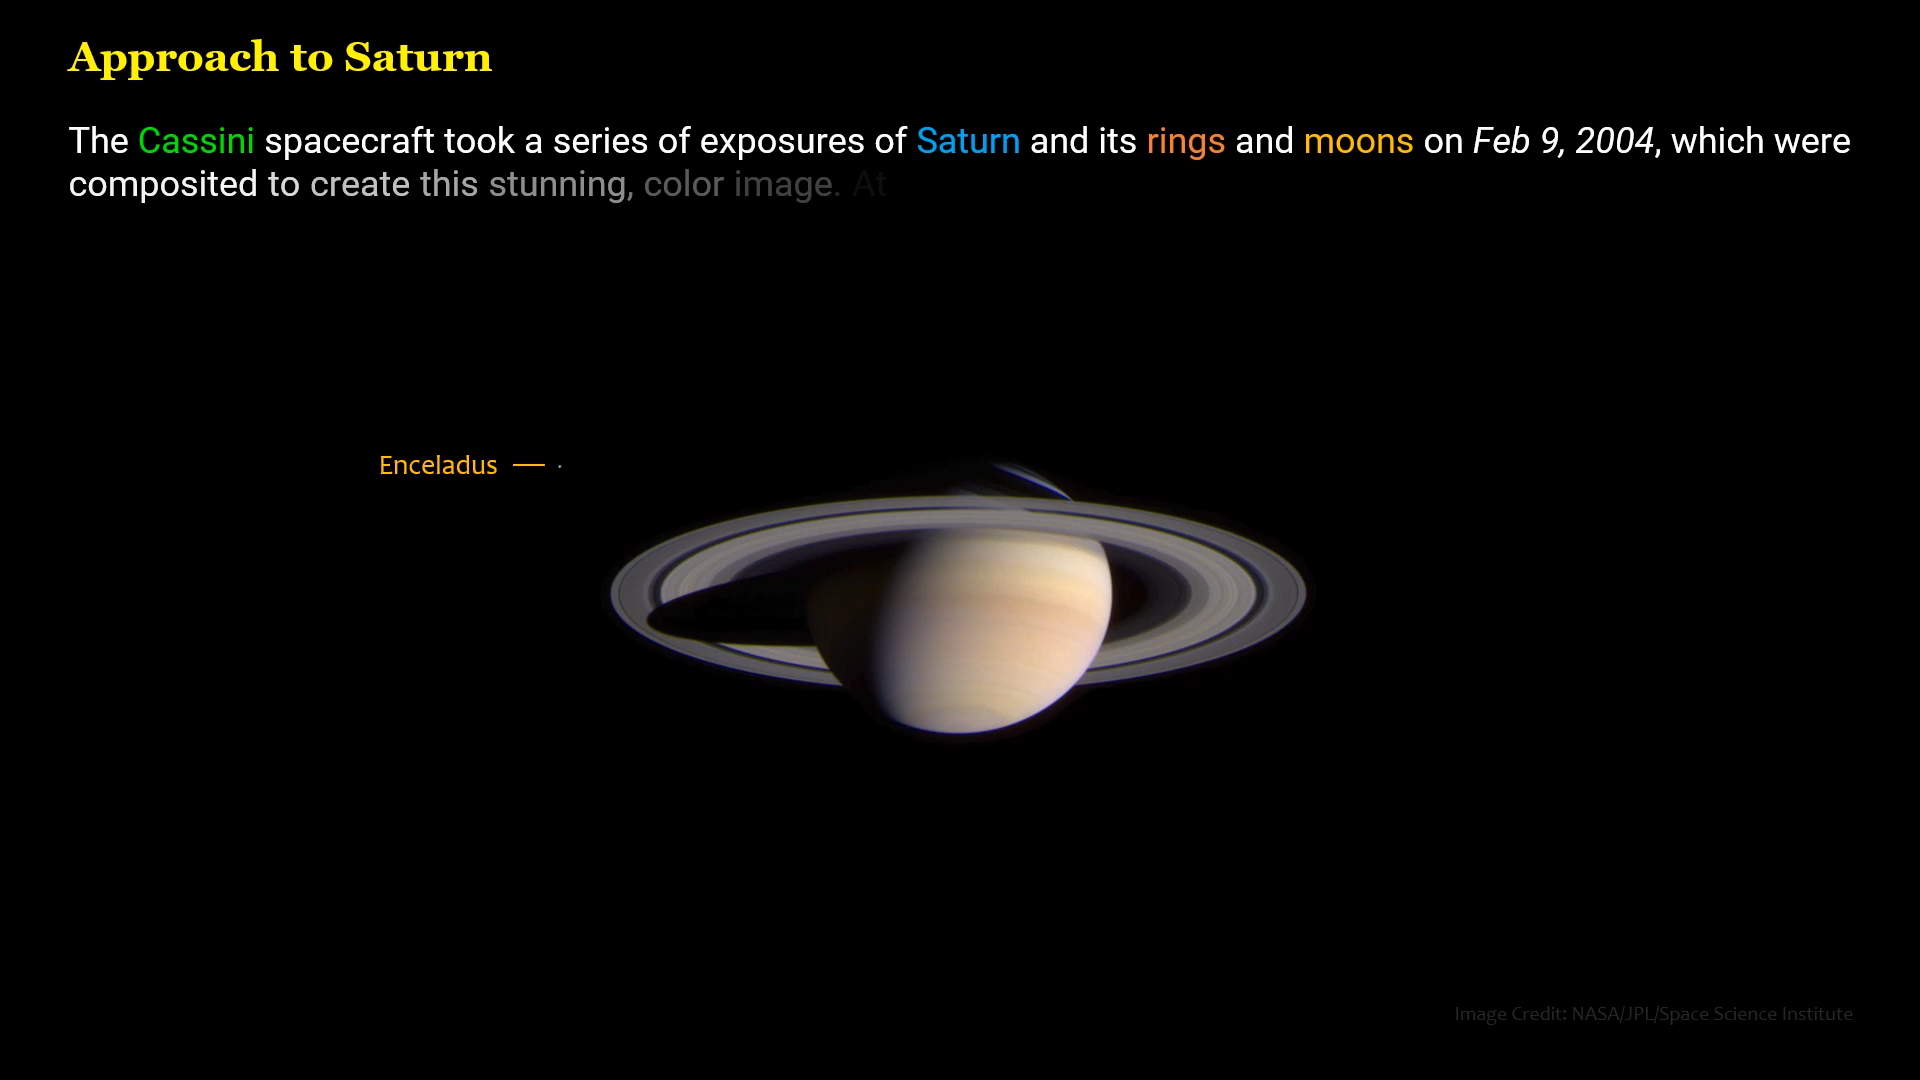 Approach to Saturn
The Cassini spacecraft took a series of exposures of Saturn and its rings and moons on Feb 9, 2004, which were
composited to create this stunning, color image. At
Enceladus
Image Credit: NASA/JPL/Space Science Institute